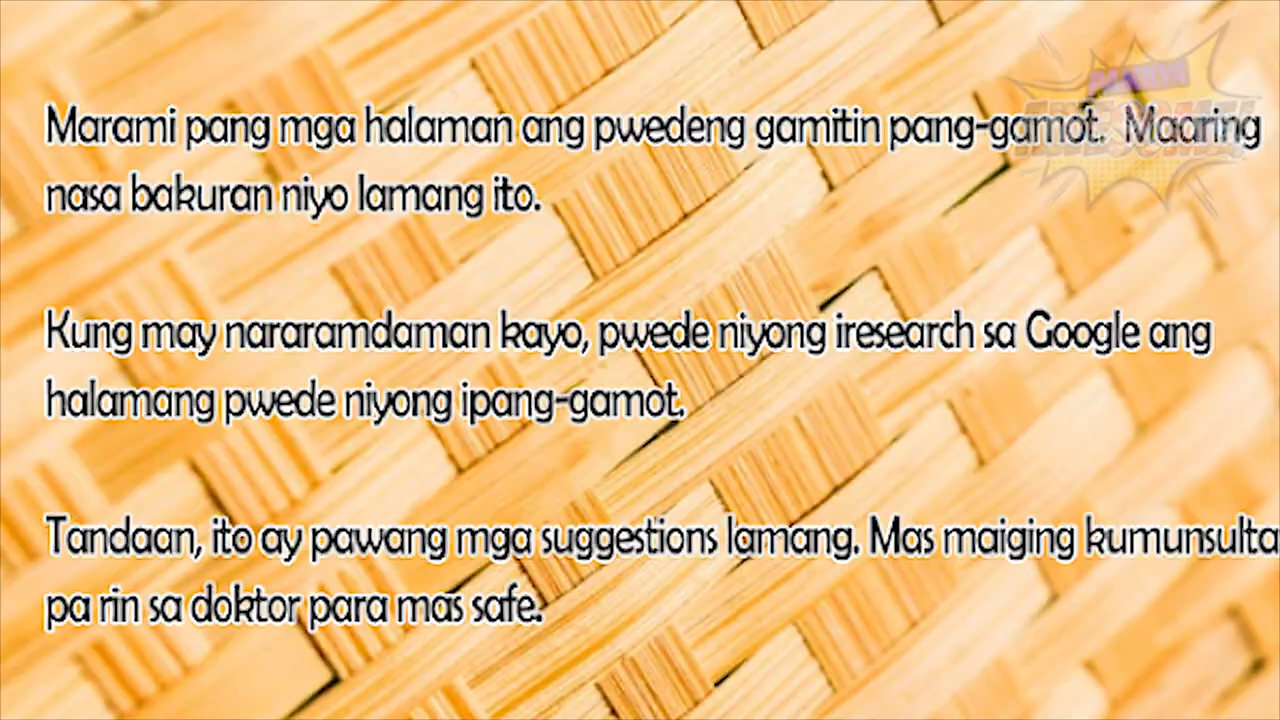 Marami pang mga halaman ang pwedeng gamitin pang-gamot. Maaring
nasa bakuran niyo lamang ito.
Kung may nararamdaman kayo, pwede niyong iresearch sa Google ang
halamang pwede niyong ipang-gamot.
Tandaan, ito ay pawang mga suggestions lamang. Mas maiging kumunsulta
pa rin sa doktor para mas safe.